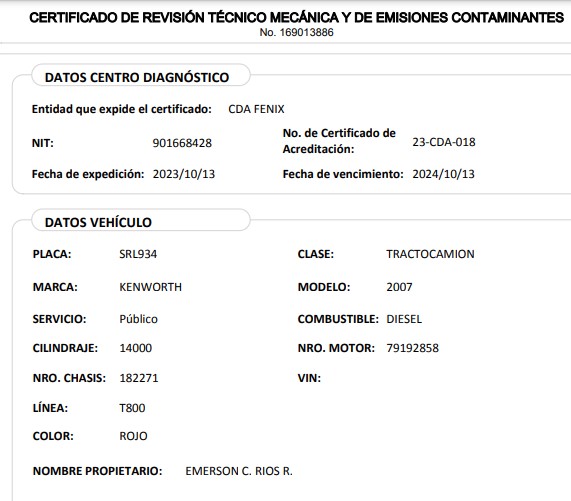 CERTIFICADO DE REVISIÓN TÉCNICO MECÁNICA Y DE EMISIONES CONTAMINANTES
No. 169013886
DATOS CENTRO DIAGNÓSTICO
Entidad que expide el certificado: CDA FENIX
NIT: 901668428 No. de Certificado de Acreditación: 23-CDA-018
Fecha de expedición: 2023/10/13 Fecha de vencimiento: 2024/10/13
DATOS VEHÍCULO
PLACA: SRL934 CLASE: TRACTOCAMION
MARCA: KENWORTH MODELO: 2007
SERVICIO: Público COMBUSTIBLE: DIESEL
CILINDRAJE: 14000 NRO. MOTOR: 79192858
NRO. CHASIS: 182271 VIN:
LÍNEA: T800
COLOR: ROJO
NOMBRE PROPIETARIO: EMERSON C. RIOS R.